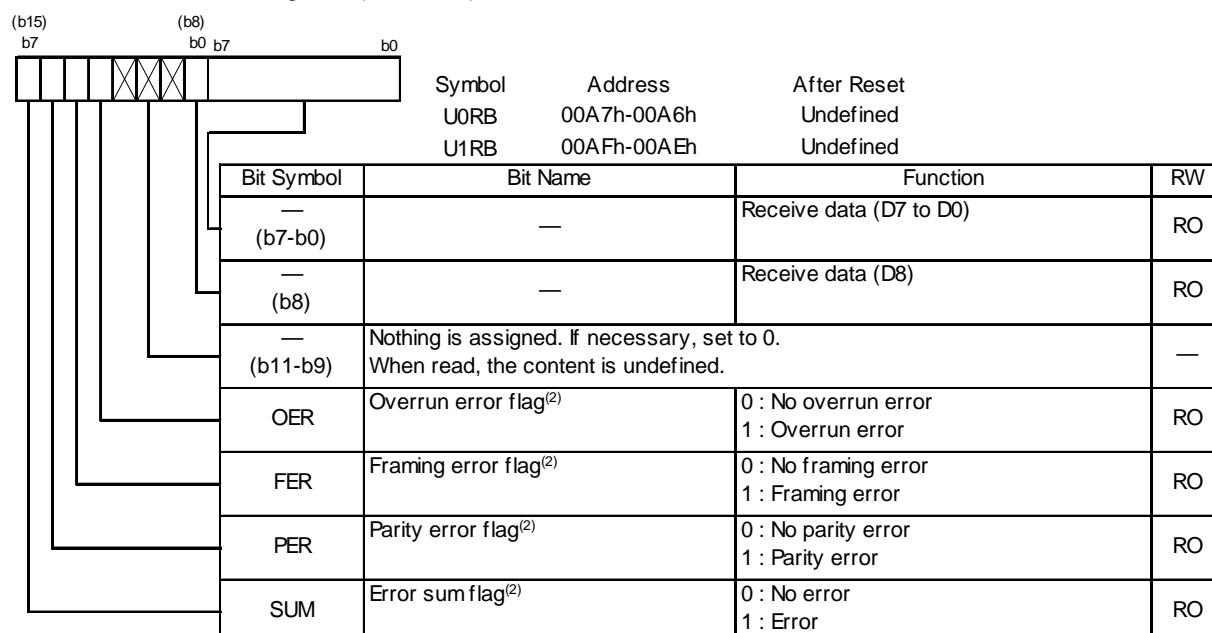 (b15) (b8)
b7 b0 b7 b0
Symbol Address After Reset
U0RB 00A7h-00A6h Undefined
U1RB 00AFh-00AEh Undefined
Bit Symbol Bit Name Function RW
—
(b7-b0) — Receive data (D7 to D0) RO
—
(b8) — Receive data (D8) RO
—
(b11-b9) Nothing is assigned. If necessary, set to 0.
When read, the content is undefined. —
OER Overrun error flag(2) 0 : No overrun error
1 : Overrun error RO
FER Framing error flag(2) 0 : No framing error
1 : Framing error RO
PER Parity error flag(2) 0 : No parity error
1 : Parity error RO
SUM Error sum flag(2) 0 : No error
1 : Error RO